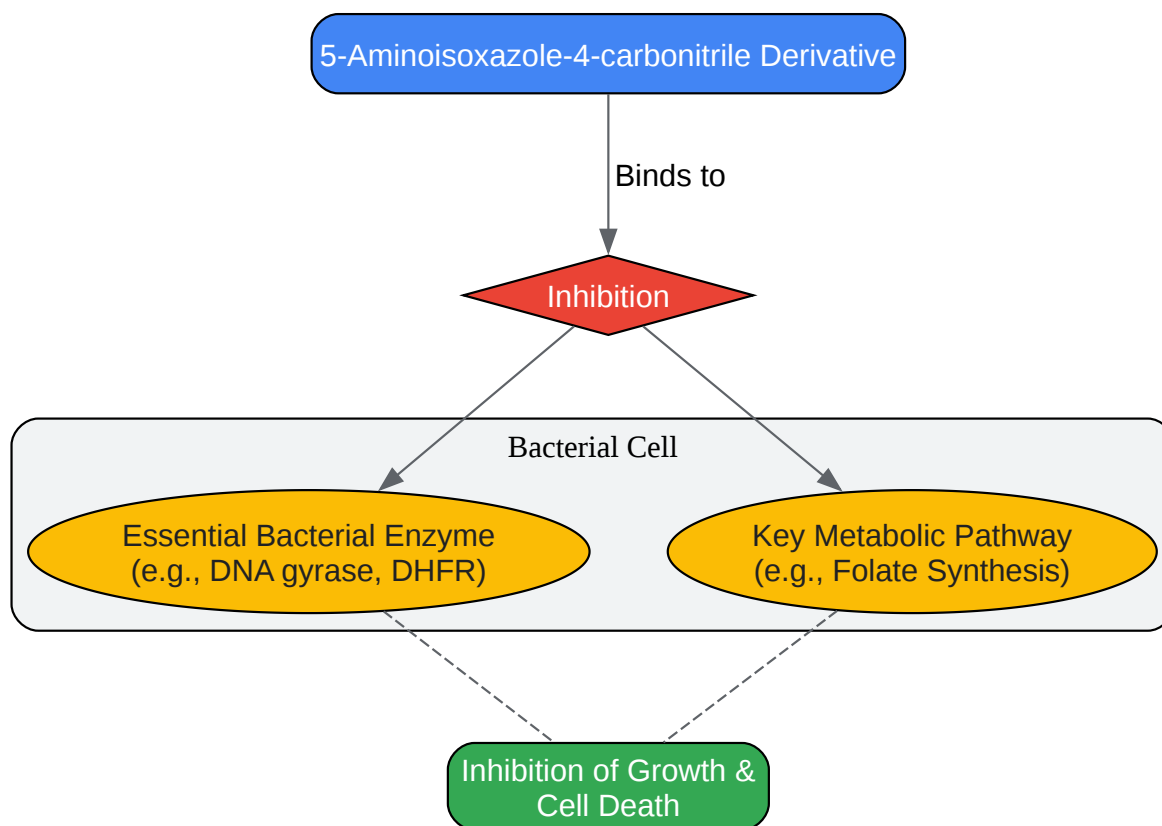 5-Aminoisoxazole-4-carbonitrile Derivative
Binds to
Inhibition
Bacterial Cell
Essential Bacterial Enzyme
(e.g., DNA gyrase, DHFR)
Key Metabolic Pathway
(e.g., Folate Synthesis)
Inhibition of Growth &
Cell Death